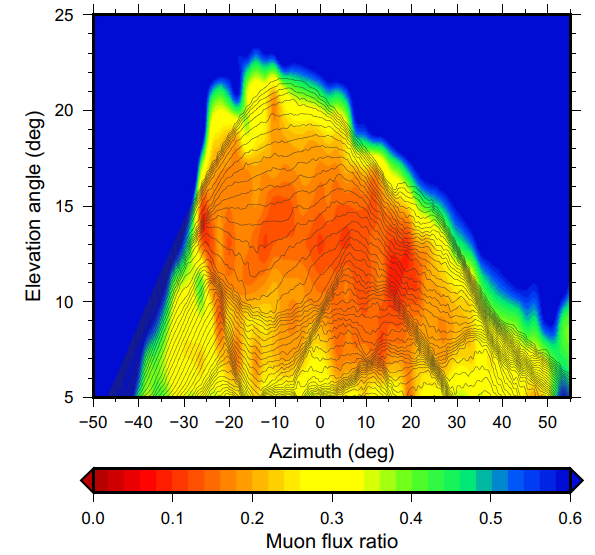 25
20
15
10
5
Elevation angle (deg)
−50 −40 −30 −20 −10 0 10 20 30 40 50
Azimuth (deg)
0.0 0.1 0.2 0.3 0.4 0.5 0.6
Muon flux ratio